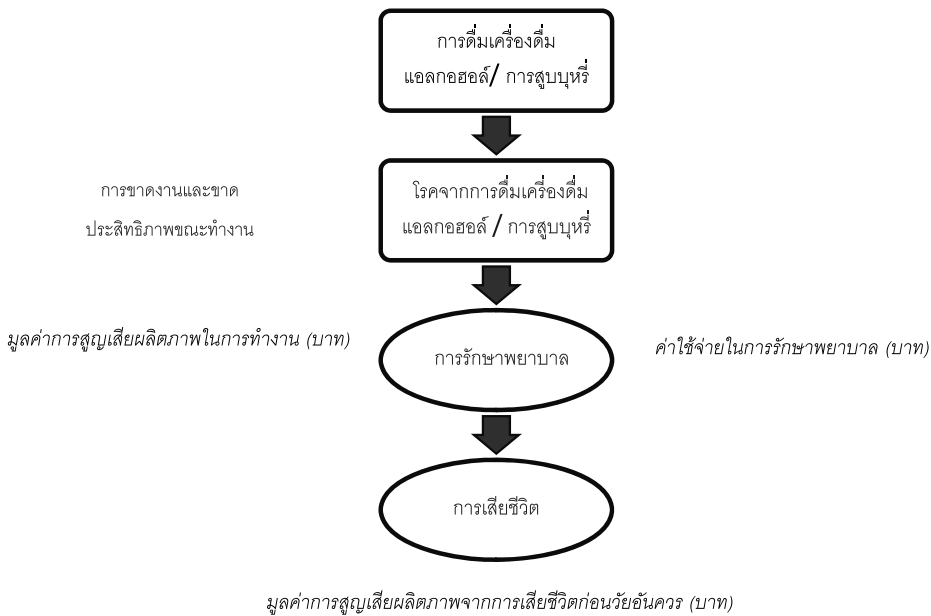 การดื่มเครื่องดื่ม
แอลกอฮอล์/ การสูบบุหรี่
การขาดงานและขาด
ประสิทธิภาพขณะทำงาน
โรคจากการดื่มเครื่องดื่ม
แอลกอฮอล์ / การสูบบุหรี่
มูลค่าการสูญเสียผลิตภาพในการทำงาน (บาท)
การรักษาพยาบาล
ค่าใช้จ่ายในการรักษาพยาบาล (บาท)
การเสียชีวิต
มูลค่าการสูญเสียผลิตภาพจากการเสียชีวิตก่อนวัยอันควร (บาท)